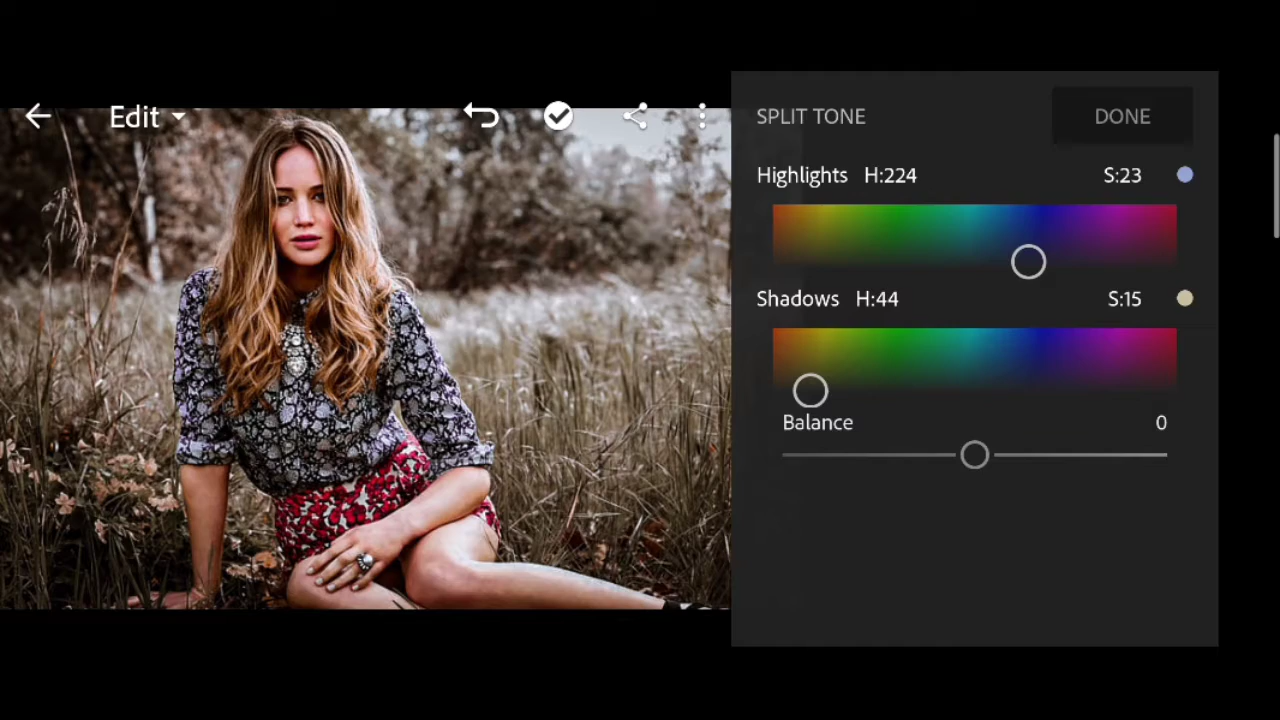 Edit
SPLIT TONE
DONE
Highlights H:224 S:23
Shadows H:44 S:15
Balance 0